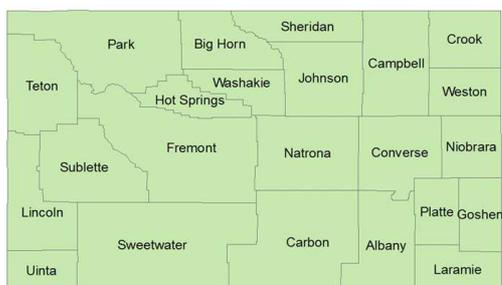 Sheridan
Park
Big Horn
Crook
Campbell
Johnson
Washakie
Teton
Weston
Hot Springs
Fremont
Natrona
Converse
Niobrara
Sublette
Lincoln
Platte
Goshen
Sweetwater
Carbon
Albany
Uinta
Laramie